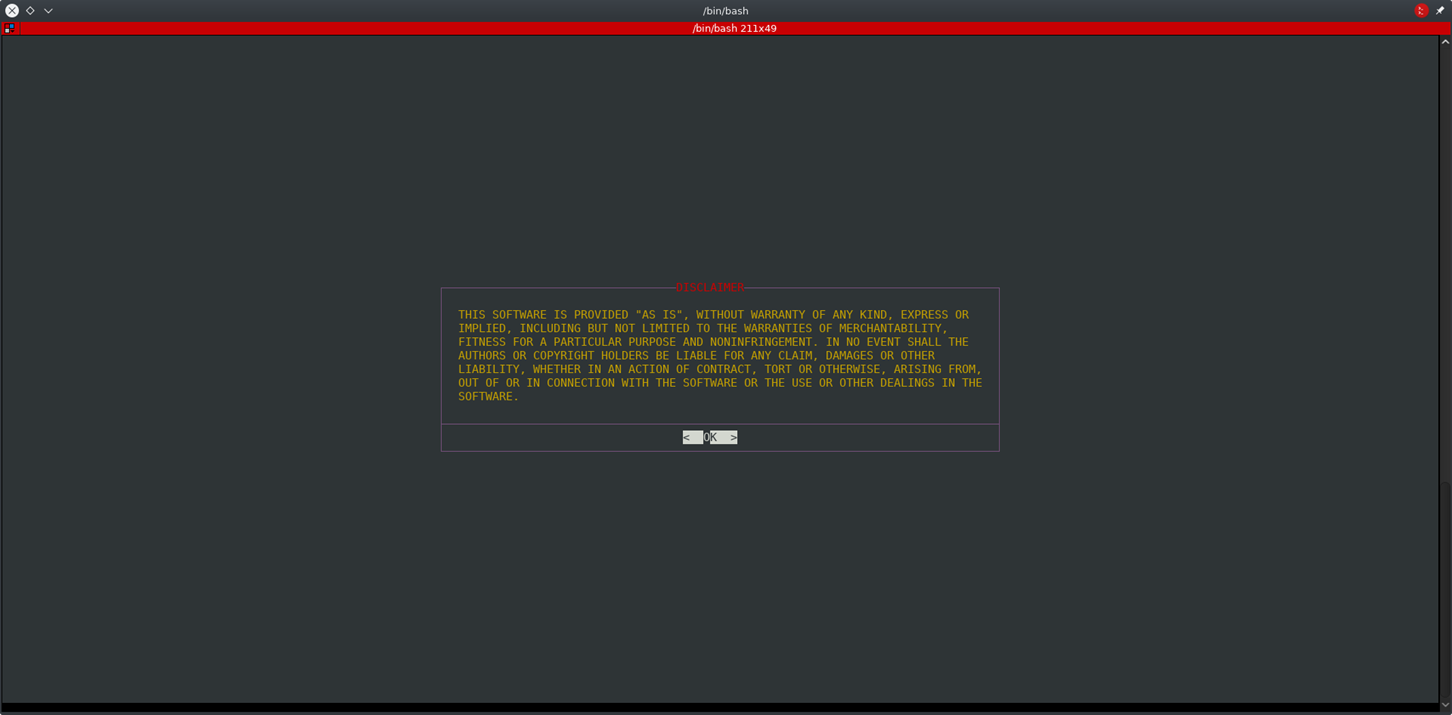 /bin/bash
/bin/bash 211x49
DISCLAIMER
THIS SOFTWARE IS PROVIDED "AS IS", WITHOUT WARRANTY OF ANY KIND, EXPRESS OR
IMPLIED, INCLUDING BUT NOT LIMITED TO THE WARRANTIES OF MERCHANTABILITY,
FITNESS FOR A PARTICULAR PURPOSE AND NONINFRINGEMENT. IN NO EVENT SHALL THE
AUTHORS OR COPYRIGHT HOLDERS BE LIABLE FOR ANY CLAIM, DAMAGES OR OTHER
LIABILITY, WHETHER IN AN ACTION OF CONTRACT, TORT OR OTHERWISE, ARISING FROM,
OUT OF OR IN CONNECTION WITH THE SOFTWARE OR THE USE OR OTHER DEALINGS IN THE
SOFTWARE.
<  OK  >